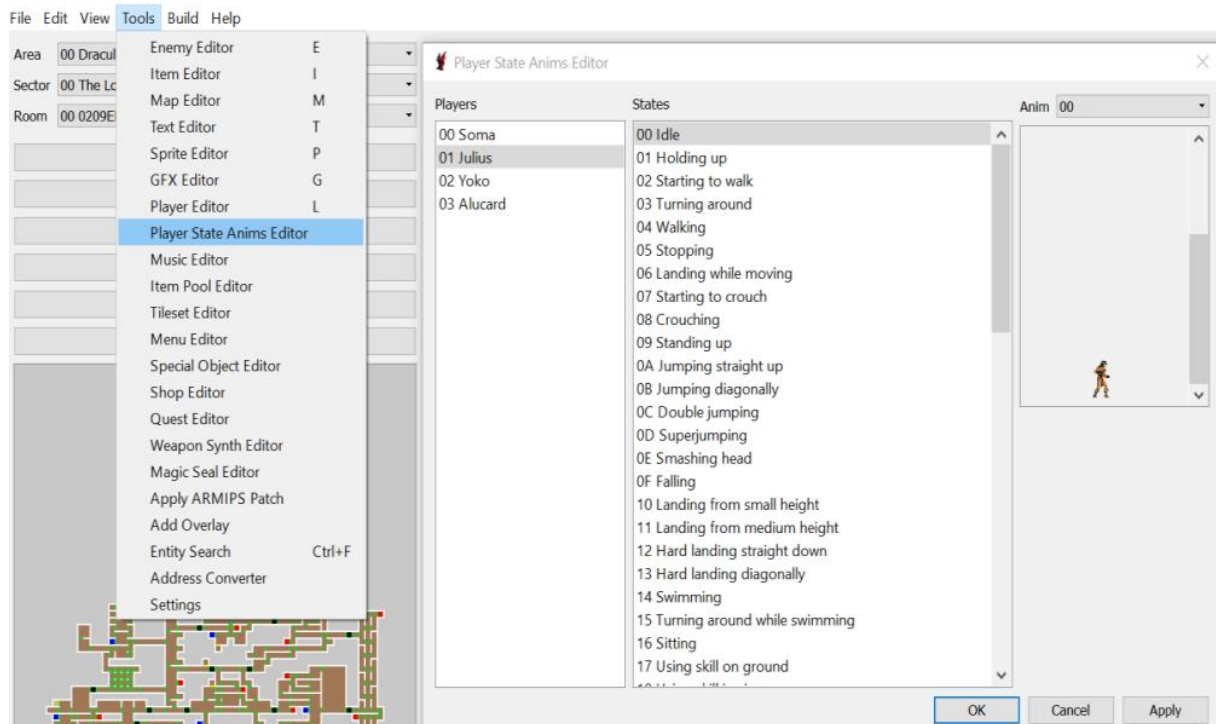 File Edit View Tools Build Help
Area 00 Dracul
Sector 00 The Lo
Room 00 0209E
Enemy Editor E
Item Editor I
Map Editor M
Text Editor T
Sprite Editor P
GFX Editor G
Player Editor L
Player State Anims Editor
Music Editor
Item Pool Editor
Tileset Editor
Menu Editor
Special Object Editor
Shop Editor
Quest Editor
Weapon Synth Editor
Magic Seal Editor
Apply ARMIPS Patch
Add Overlay
Entity Search Ctrl+F
Address Converter
Settings
Player State Anims Editor
Players
00 Soma
01 Julius
02 Yoko
03 Alucard
States
00 Idle
01 Holding up
02 Starting to walk
03 Turning around
04 Walking
05 Stopping
06 Landing while moving
07 Starting to crouch
08 Crouching
09 Standing up
0A Jumping straight up
0B Jumping diagonally
0C Double jumping
0D Superjumping
0E Smashing head
0F Falling
10 Landing from small height
11 Landing from medium height
12 Hard landing straight down
13 Hard landing diagonally
14 Swimming
15 Turning around while swimming
16 Sitting
17 Using skill on ground
Anim 00
OK Cancel Apply